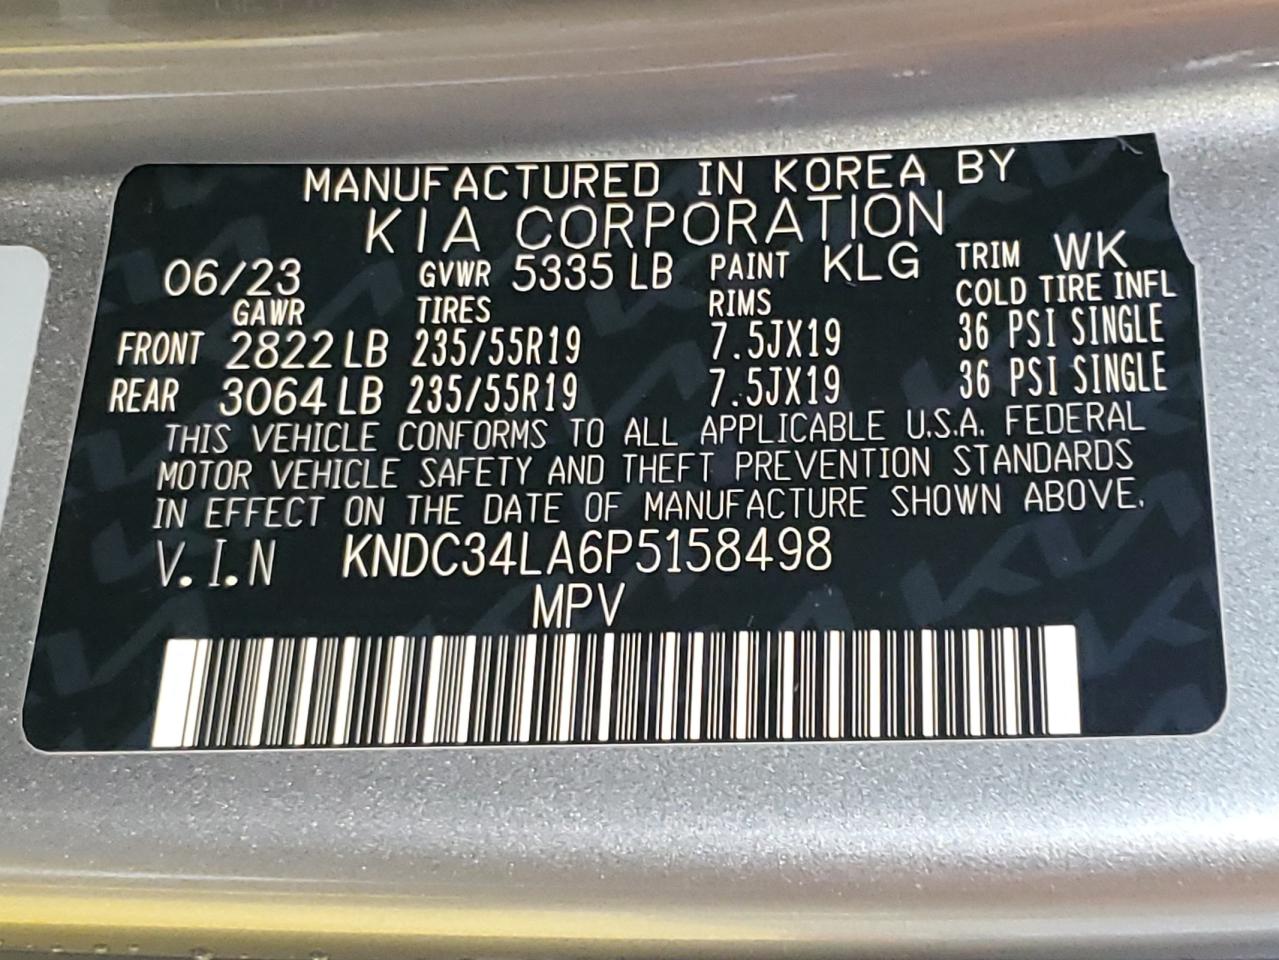 MANUFACTURED IN KOREA BY
KIA CORPORATION
06/23 GVWR 5335 LB PAINT KLG TRIM WK
GAWR TIRES RIMS COLD TIRE INFL
FRONT 2822 LB 235/55R19 7.5JX19 36 PSI SINGLE
REAR 3064 LB 235/55R19 7.5JX19 36 PSI SINGLE
THIS VEHICLE CONFORMS TO ALL APPLICABLE U.S.A. FEDERAL
MOTOR VEHICLE SAFETY AND THEFT PREVENTION STANDARDS
IN EFFECT ON THE DATE OF MANUFACTURE SHOWN ABOVE.
V.I.N KNDC34LA6P5158498
MPV